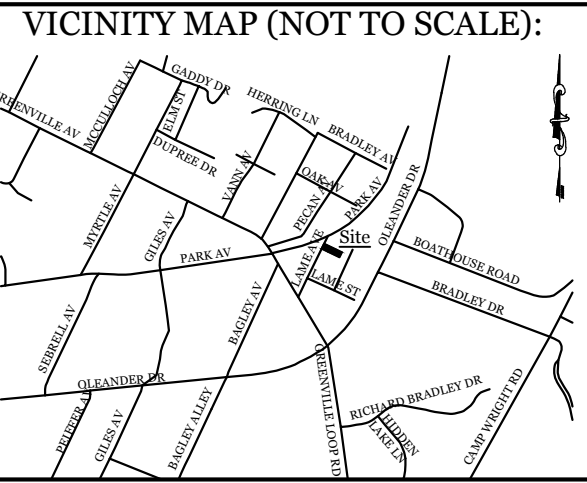 VICINITY MAP (NOT TO SCALE):
GADDY DR
MCCULLOCH AV
REENVILLE AV
ELM ST
HERRING LN
BRADLEY AV
DUPREE DR
VANN AV
OAK AV
PECAN A
PARK AV
OLEANDER DR
MYRTLE AV
GILES AV
PARK AV
LAME AVE
Site
BOATHOUSE ROAD
LAME ST
BRADLEY DR
SEBRELL AV
BAGLEY AV
OLEANDER DR
GREENVILLE LOOP RD
RICHARD BRADLEY DR
PEIFFER A
GILES AV
BAGLEY ALLEY
HIDDEN
LAKE LN
CAMP WRIGHT RD